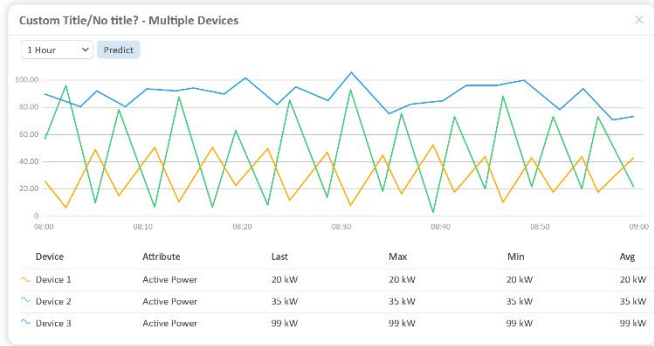 Custom Title/No title? - Multiple Devices
1 Hour Predict
100.00
80.00
60.00
40.00
20.00
0
08:00 08:10 08:20 08:30 08:40 08:50 09:00
Device Attribute Last Max Min Avg
Device 1 Active Power 20 kW 20 kW 20 kW 20 kW
Device 2 Active Power 35 kW 35 kW 35 kW 35 kW
Device 3 Active Power 99 kW 99 kW 99 kW 99 kW